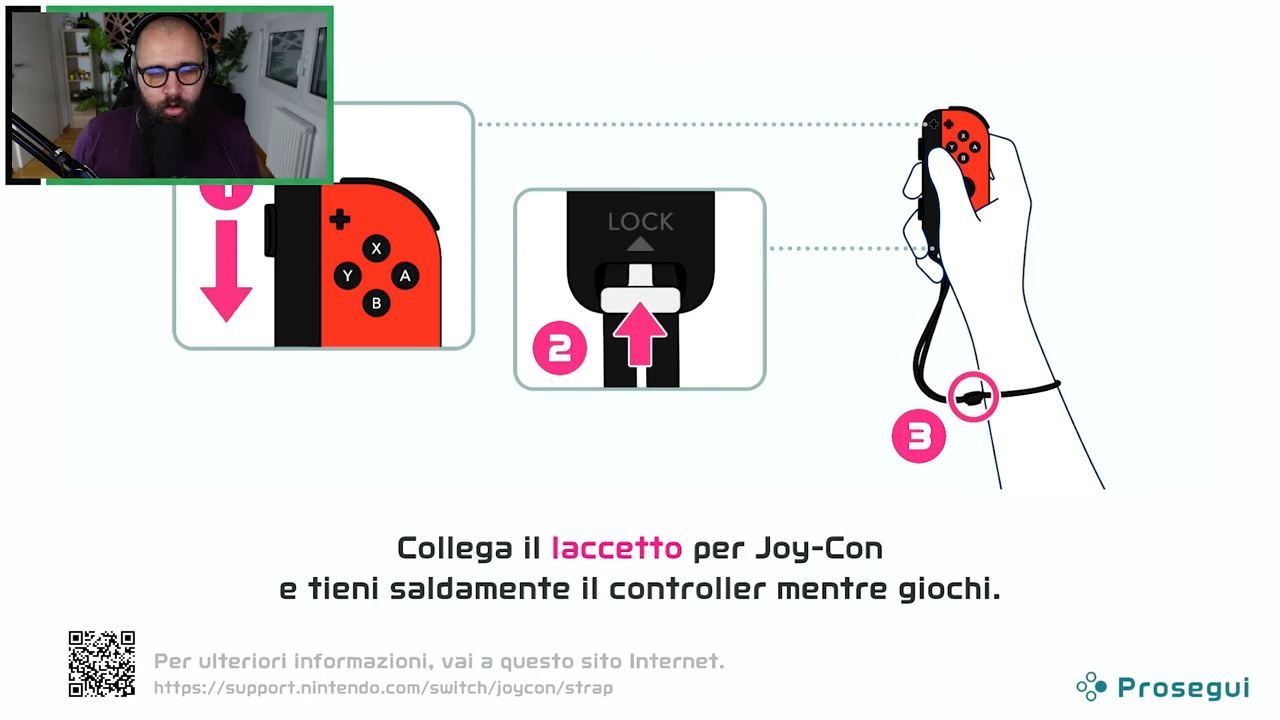 1
X
Y
A
B
LOCK
2
X
Y
A
B
3
Collega il laccetto per Joy-Con
e tieni saldamente il controller mentre giochi.
Per ulteriori informazioni, vai a questo sito Internet.
https://support.nintendo.com/switch/joycon/strap
Prosegui